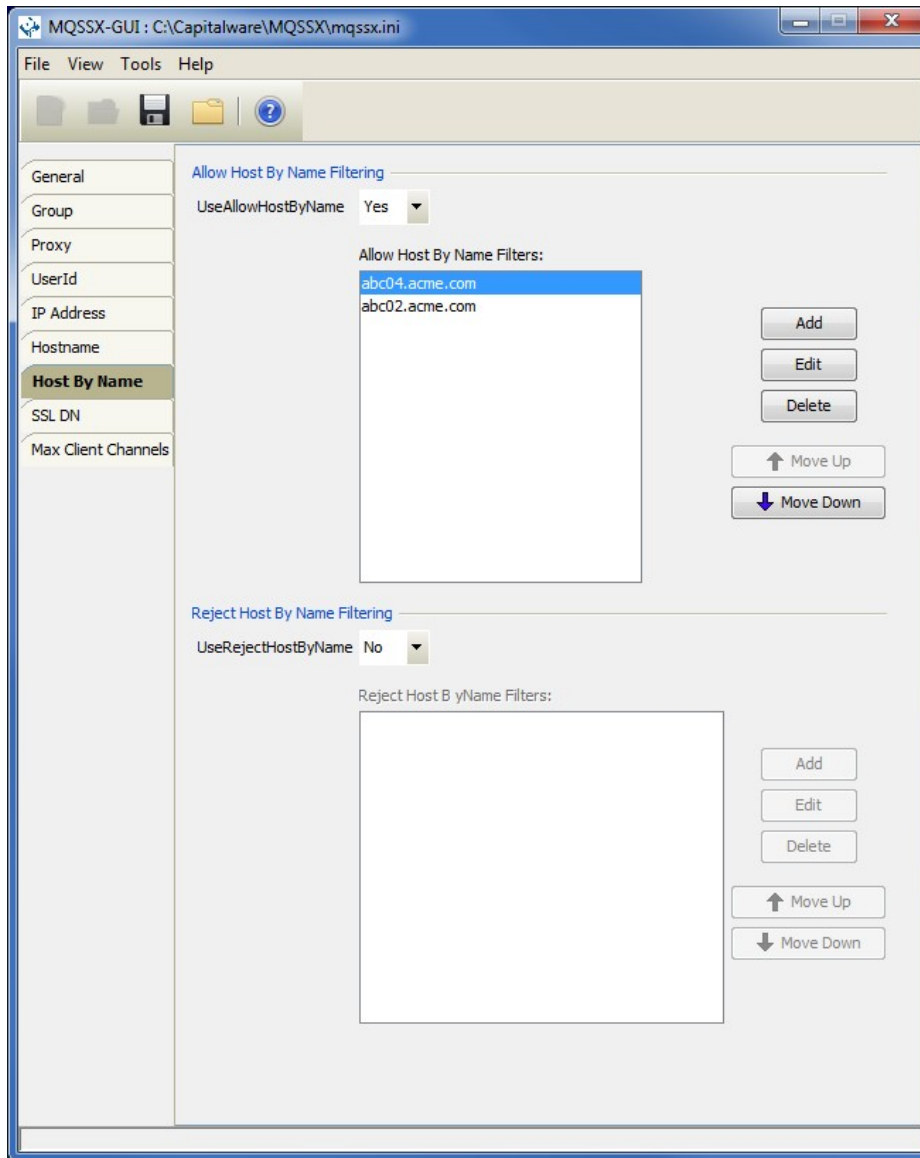 MQSSX-GUI : C:\Capitalware\MQSSX\mqssx.ini
File View Tools Help
General
Group
Proxy
UserId
IP Address
Hostname
Host By Name
SSL DN
Max Client Channels
Allow Host By Name Filtering
UseAllowHostByName Yes
Allow Host By Name Filters:
abc04.acme.com
abc02.acme.com
Add
Edit
Delete
Move Up
Move Down
Reject Host By Name Filtering
UseRejectHostByName No
Reject Host B yName Filters:
Add
Edit
Delete
Move Up
Move Down